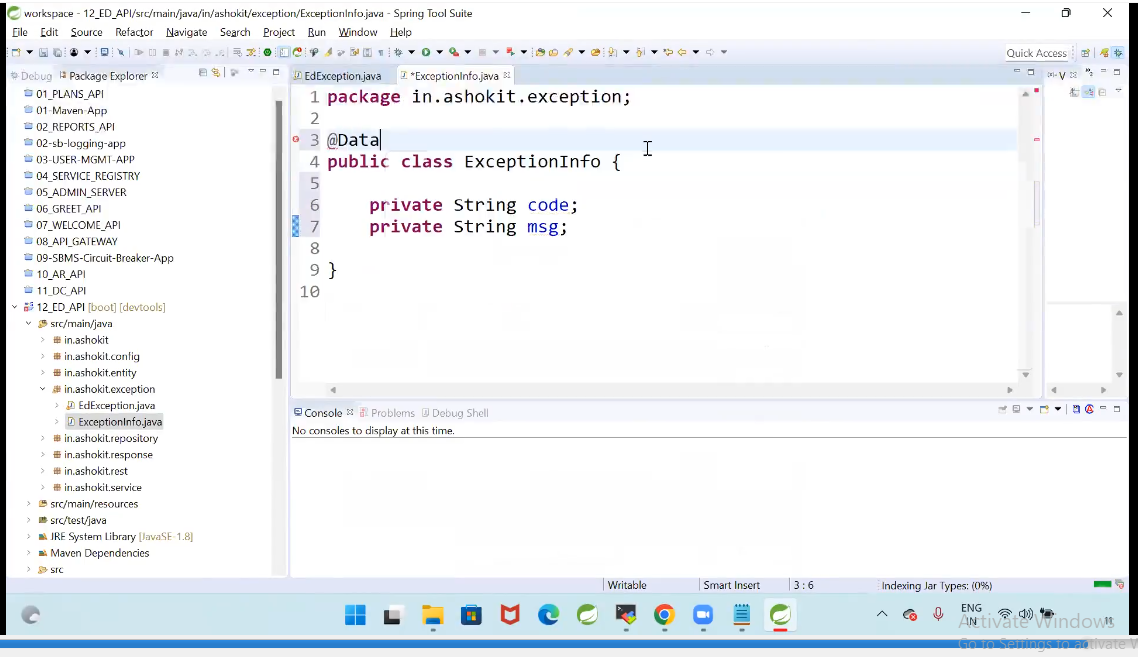 workspace - 12_ED_API/src/main/java/in/ashokit/exception/ExceptionInfo.java - Spring Tool Suite
File Edit Source Refactor Navigate Search Project Run Window Help
Quick Access
Debug Package Explorer
EdException.java *ExceptionInfo.java
01_PLANS_API
01-Maven-App
02_REPORTS_API
02-sb-logging-app
03-USER-MGMT-APP
04_SERVICE_REGISTRY
05_ADMIN_SERVER
06_GREET_API
07_WELCOME_API
08_API_GATEWAY
09-SBMS-Circuit-Breaker-App
10_AR_API
11_DC_API
12_ED_API [boot] [devtools]
src/main/java
in.ashokit
in.ashokit.config
in.ashokit.entity
in.ashokit.exception
EdException.java
ExceptionInfo.java
in.ashokit.repository
in.ashokit.response
in.ashokit.rest
in.ashokit.service
src/main/resources
src/test/java
JRE System Library [JavaSE-1.8]
Maven Dependencies
src
1 package in.ashokit.exception;
2
3 @Data
4 public class ExceptionInfo {
5
6 private String code;
7 private String msg;
8
9 }
10
Console Problems Debug Shell
No consoles to display at this time.
Writable Smart Insert 3 : 6 Indexing Jar Types: (0%)
ENG
IN
Activate Windows
Go to Settings to activate W